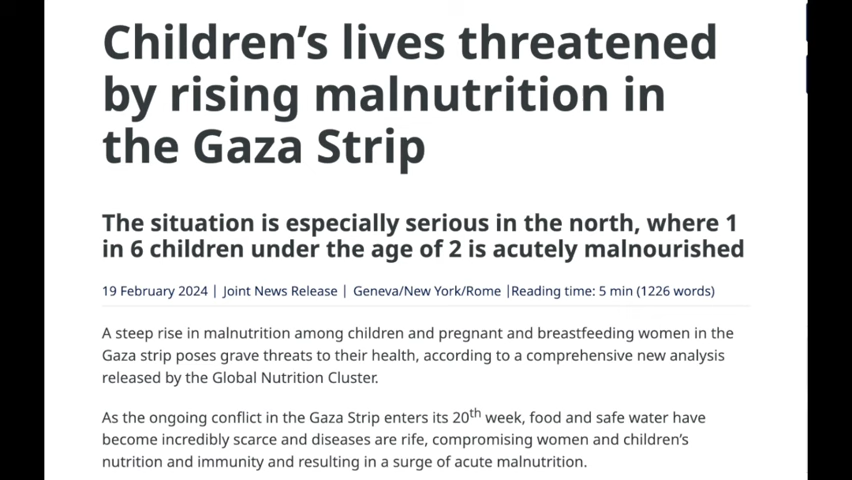 Children’s lives threatened
by rising malnutrition in
the Gaza Strip
The situation is especially serious in the north, where 1
in 6 children under the age of 2 is acutely malnourished
19 February 2024 | Joint News Release | Geneva/New York/Rome |Reading time: 5 min (1226 words)
A steep rise in malnutrition among children and pregnant and breastfeeding women in the
Gaza strip poses grave threats to their health, according to a comprehensive new analysis
released by the Global Nutrition Cluster.
As the ongoing conflict in the Gaza Strip enters its 20th week, food and safe water have
become incredibly scarce and diseases are rife, compromising women and children’s
nutrition and immunity and resulting in a surge of acute malnutrition.